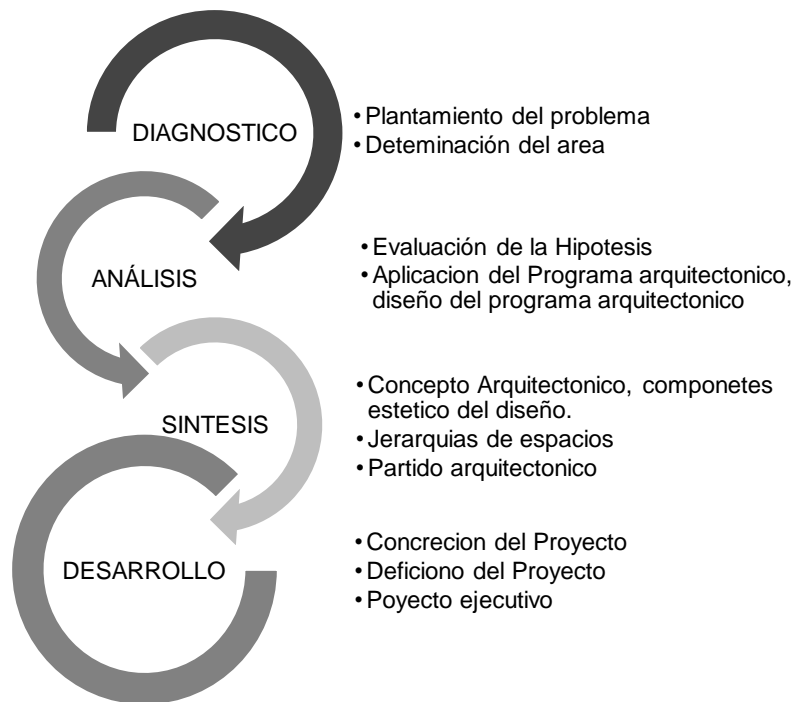 DIAGNOSTICO
• Plantamiento del problema
• Deteminación del area
ANÁLISIS
• Evaluación de la Hipotesis
• Aplicacion del Programa arquitectonico,
diseño del programa arquitectonico
SINTESIS
• Concepto Arquitectonico, componetes
estetico del diseño.
• Jerarquias de espacios
• Partido arquitectonico
DESARROLLO
• Concrecion del Proyecto
• Deficiono del Proyecto
• Poyecto ejecutivo